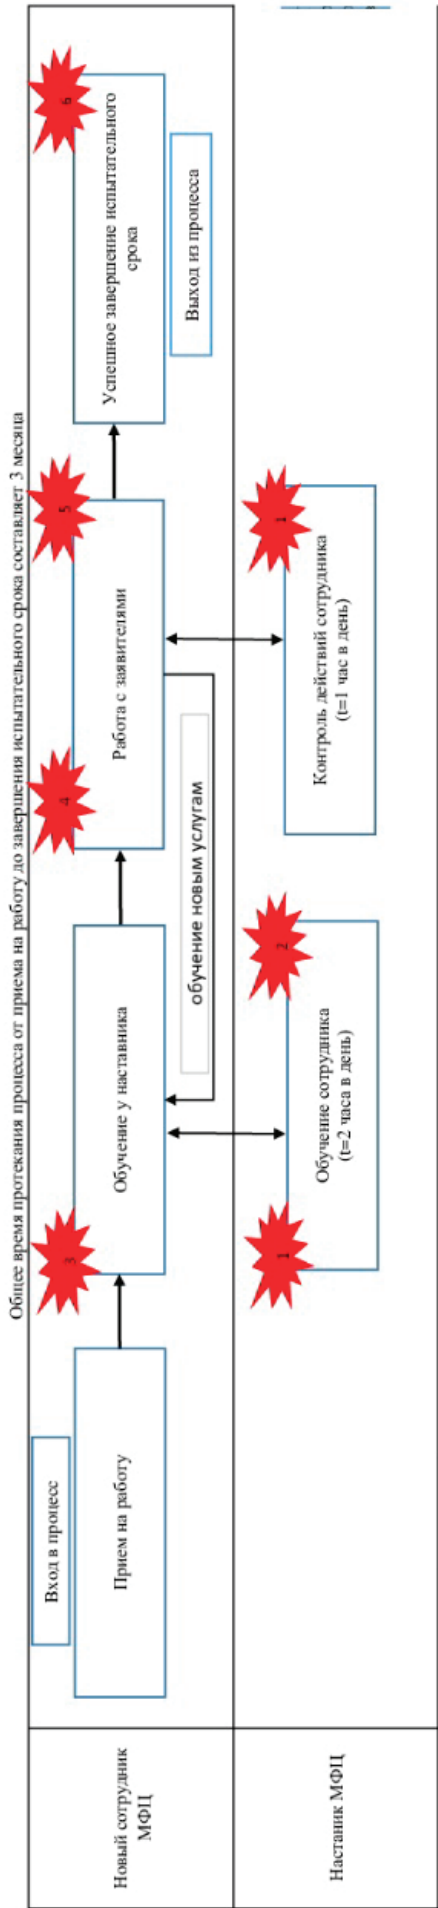 Общее время протекания процесса от приема на работу до завершения испытательного срока составляет 3 месяца
Новый сотрудник
МФЦ
Вход в процесс
Прием на работу
3
Обучение у наставника
обучение новым услугам
4
Работа с заявителями
5
Успешное завершение испытательного
срока
6
Выход из процесса
Настаник МФЦ
1
Обучение сотрудника
(t=2 часа в день)
2
Контроль действий сотрудника
(t=1 час в день)
1